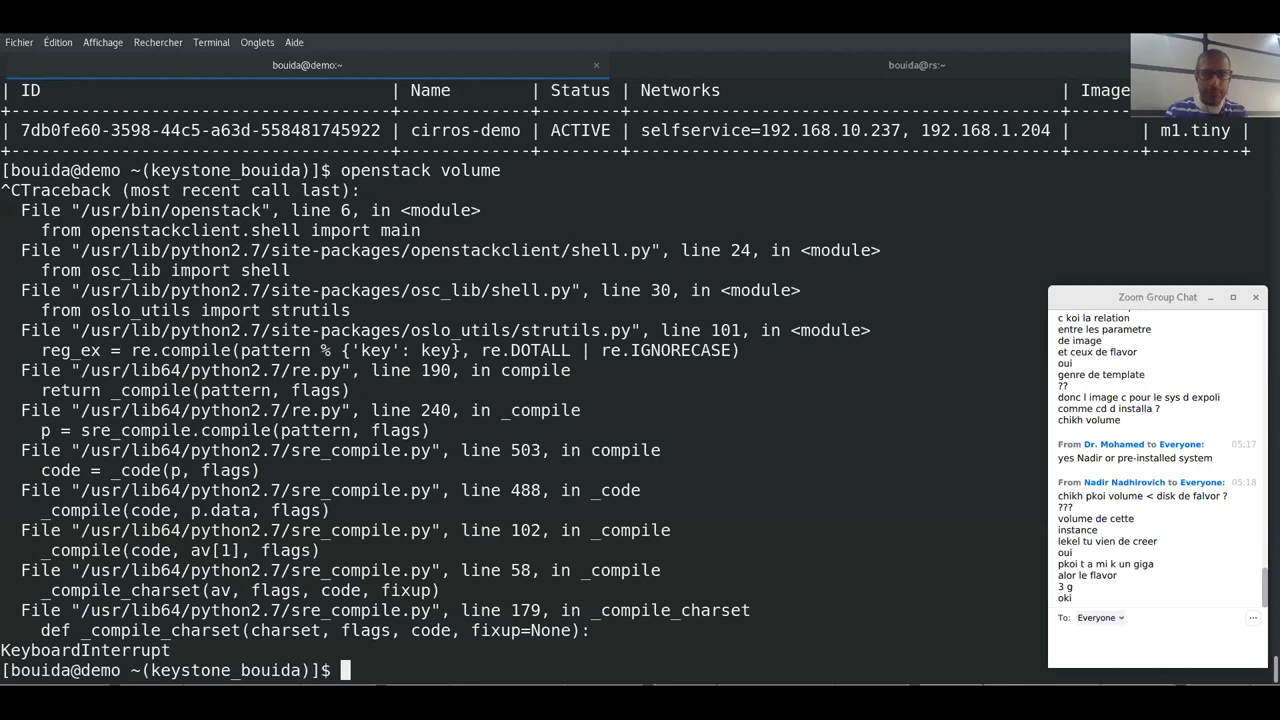 Fichier Édition Affichage Rechercher Terminal Onglets Aide
bouida@demo:~ × bouida@rs:~
| ID | Name | Status | Networks | Image
+--------------------------------------+-------------+--------+------------------------------------------+-------+---------+
| 7db0fe60-3598-44c5-a63d-558481745922 | cirros-demo | ACTIVE | selfservice=192.168.10.237, 192.168.1.204 | | m1.tiny |
+--------------------------------------+-------------+--------+------------------------------------------+-------+---------+
[bouida@demo ~(keystone_bouida)]$ openstack volume
^CTraceback (most recent call last):
  File "/usr/bin/openstack", line 6, in <module>
    from openstackclient.shell import main
  File "/usr/lib/python2.7/site-packages/openstackclient/shell.py", line 24, in <module>
    from osc_lib import shell
  File "/usr/lib/python2.7/site-packages/osc_lib/shell.py", line 30, in <module>
    from oslo_utils import strutils
  File "/usr/lib/python2.7/site-packages/oslo_utils/strutils.py", line 101, in <module>
    reg_ex = re.compile(pattern % {'key': key}, re.DOTALL | re.IGNORECASE)
  File "/usr/lib64/python2.7/re.py", line 190, in compile
    return _compile(pattern, flags)
  File "/usr/lib64/python2.7/re.py", line 240, in _compile
    p = sre_compile.compile(pattern, flags)
  File "/usr/lib64/python2.7/sre_compile.py", line 503, in compile
    code = _code(p, flags)
  File "/usr/lib64/python2.7/sre_compile.py", line 488, in _code
    _compile(code, p.data, flags)
  File "/usr/lib64/python2.7/sre_compile.py", line 102, in _compile
    _compile(code, av[1], flags)
  File "/usr/lib64/python2.7/sre_compile.py", line 58, in _compile
    _compile_charset(av, flags, code, fixup)
  File "/usr/lib64/python2.7/sre_compile.py", line 179, in _compile_charset
    def _compile_charset(charset, flags, code, fixup=None):
KeyboardInterrupt
[bouida@demo ~(keystone_bouida)]$
Zoom Group Chat
c koi la relation
entre les parametre
de image
et ceux de flavor
oui
genre de template
??
donc l image c pour le sys d expoli
comme cd d installa ?
chikh volume
From Dr. Mohamed to Everyone: 05:17
yes Nadir or pre-installed system
From Nadir Nadhirovich to Everyone: 05:18
chikh pkoi volume < disk de falvor ?
???
volume de cette
instance
lekel tu vien de creer
oui
pkoi t a mi k un giga
alor le flavor
3 g
oki
To: Everyone